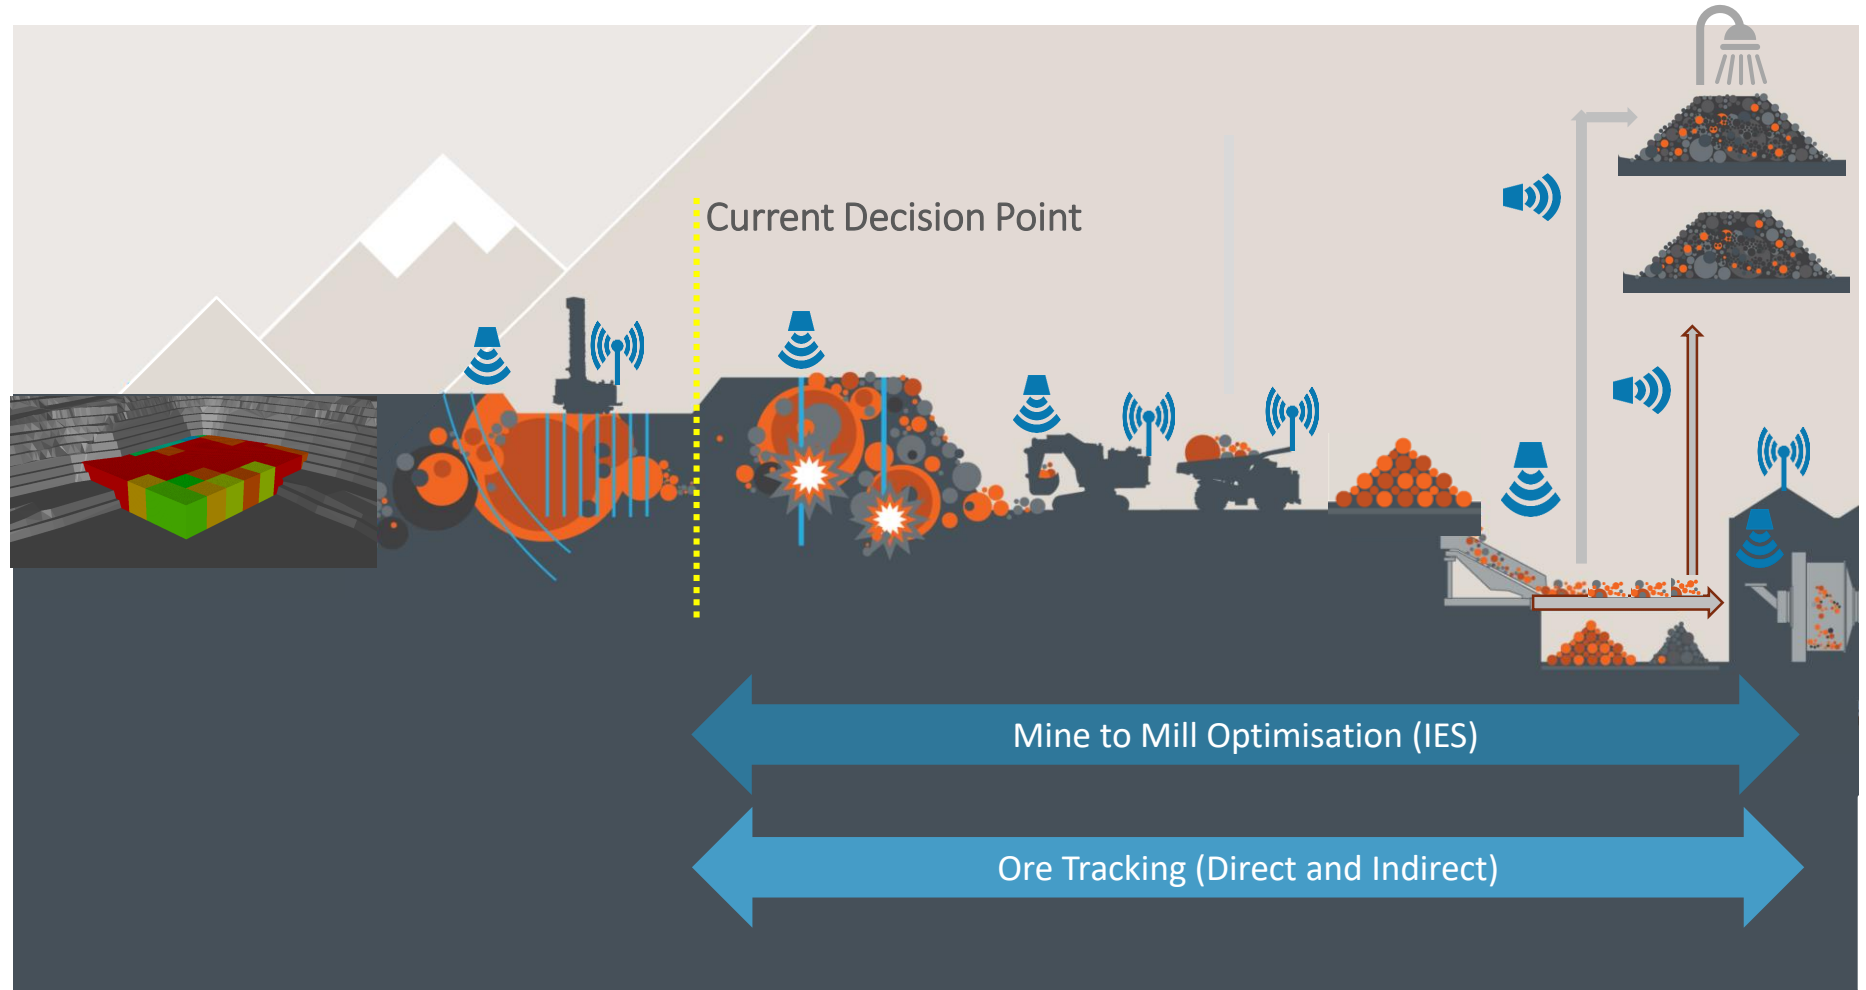 Current Decision Point
Mine to Mill Optimisation (IES)
Ore Tracking (Direct and Indirect)